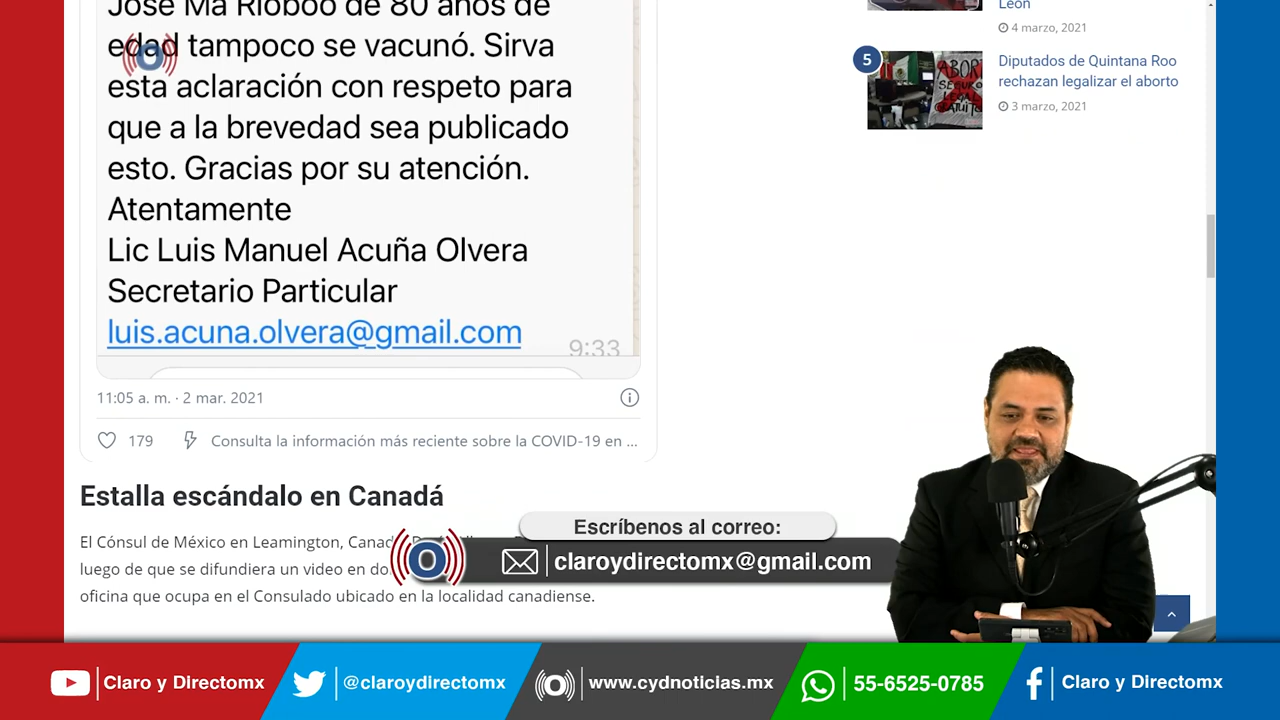 José Ma Rioboó de 80 años de
edad tampoco se vacunó. Sirva
esta aclaración con respeto para
que a la brevedad sea publicado
esto. Gracias por su atención.
Atentamente
Lic Luis Manuel Acuña Olvera
Secretario Particular
luis.acuna.olvera@gmail.com
9:33
11:05 a. m. · 2 mar. 2021
179 Consulta la información más reciente sobre la COVID-19 en ...
Estalla escándalo en Canadá
El Cónsul de México en Leamington,
luego de que se difundiera un video en
oficina que ocupa en el Consulado ubicado en la localidad canadiense.
León
4 marzo, 2021
5
Diputados de Quintana Roo
rechazan legalizar el aborto
3 marzo, 2021
Escríbenos al correo:
claroydirectomx@gmail.com
Claro y Directomx
@claroydirectomx
www.cydnoticias.mx
55-6525-0785
Claro y Directomx